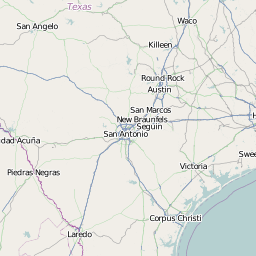 Texas
Waco
San Angelo
Killeen
Round Rock
Austin
San Marcos
New Braunfels
Seguin
San Antonio
H
dad Acuña
Victoria
Swee
Piedras Negras
Corpus Christi
Laredo